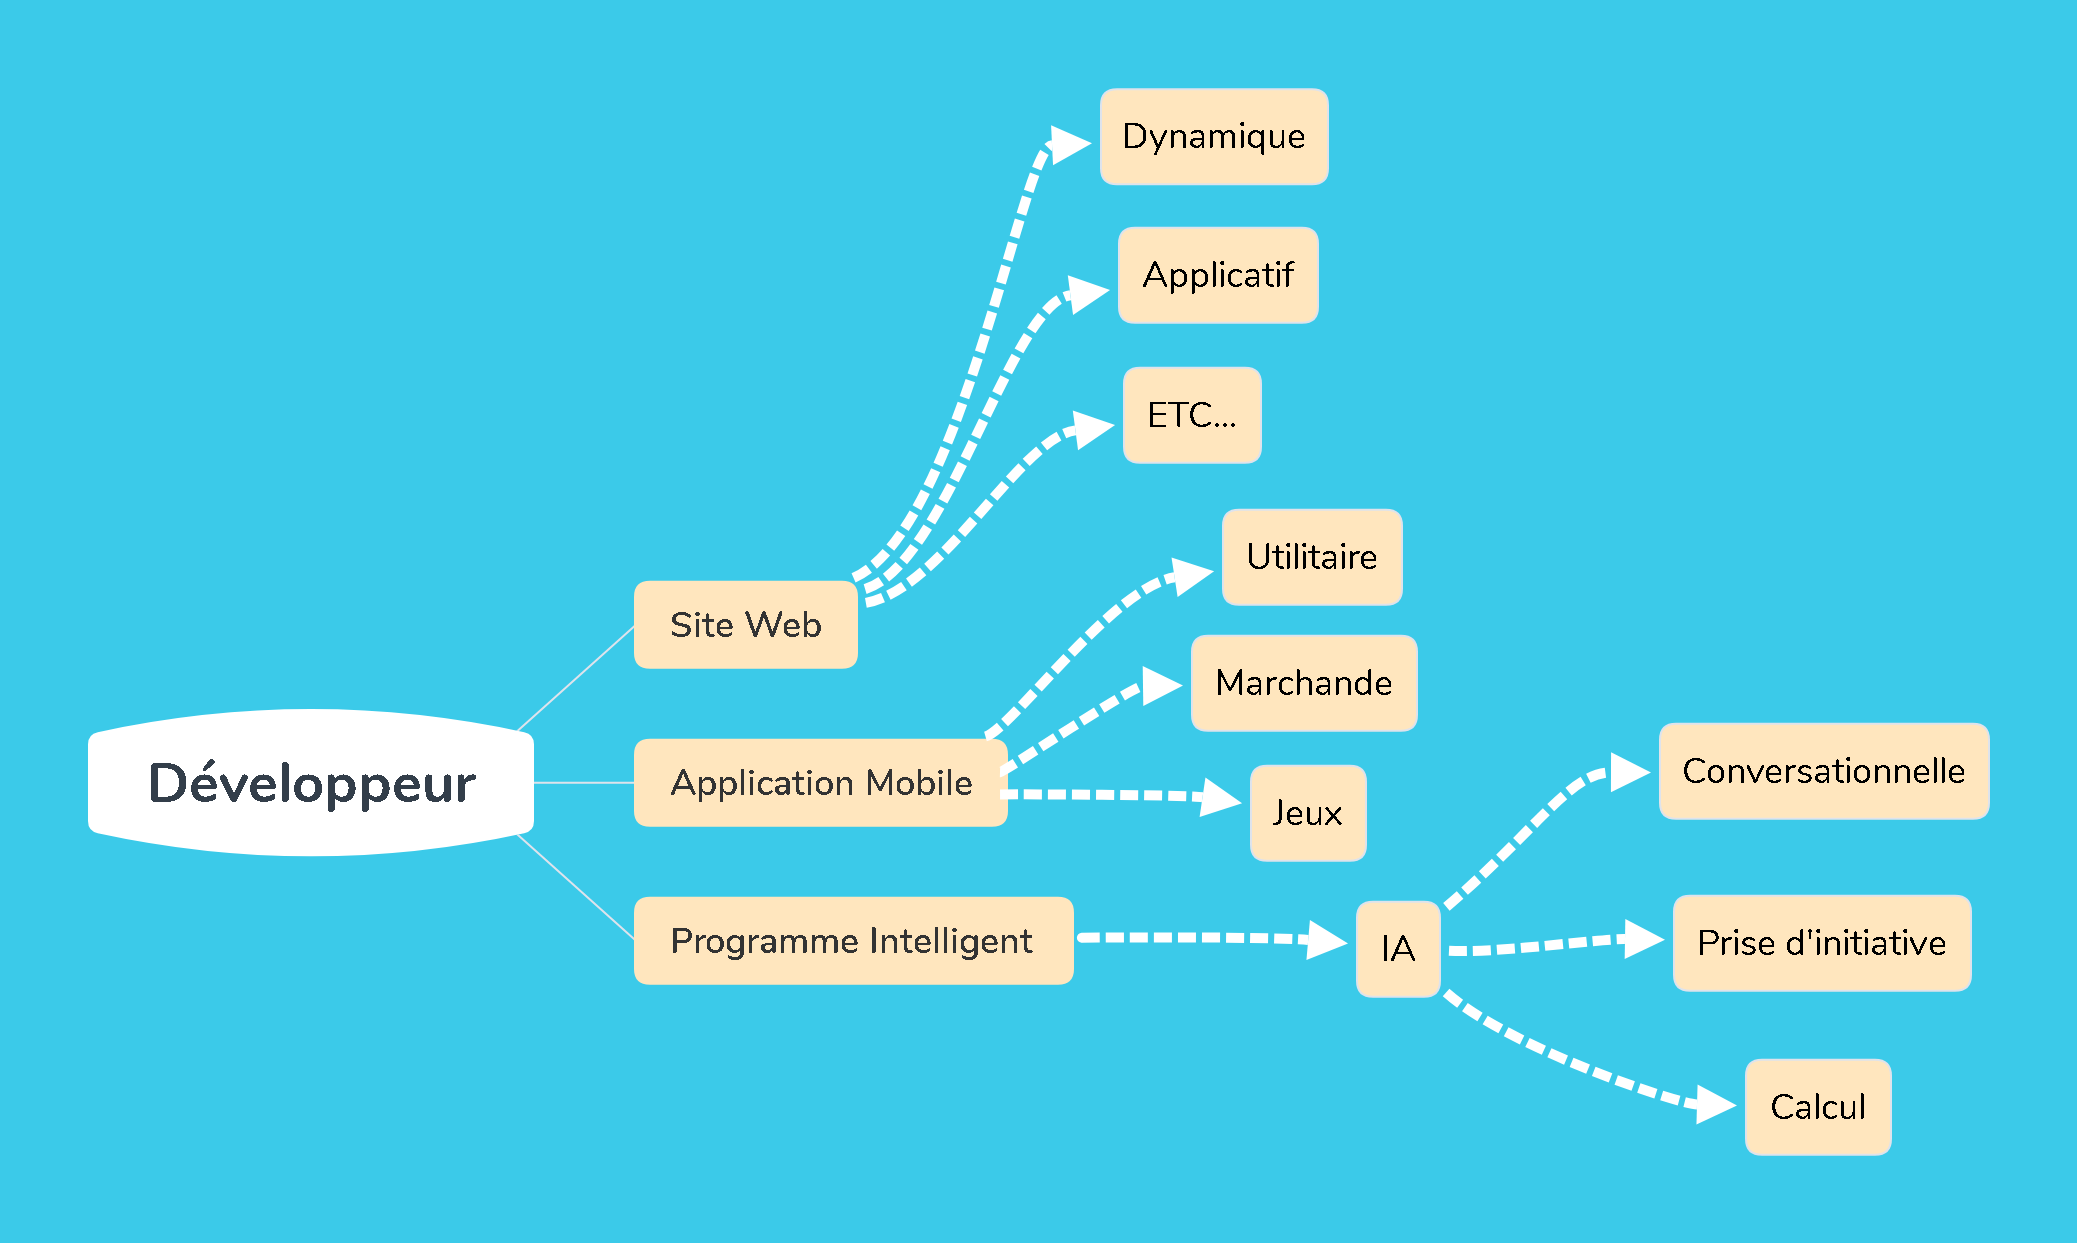 Développeur
Site Web
Dynamique
Applicatif
ETC...
Application Mobile
Utilitaire
Marchande
Jeux
Programme Intelligent
IA
Conversationnelle
Prise d'initiative
Calcul